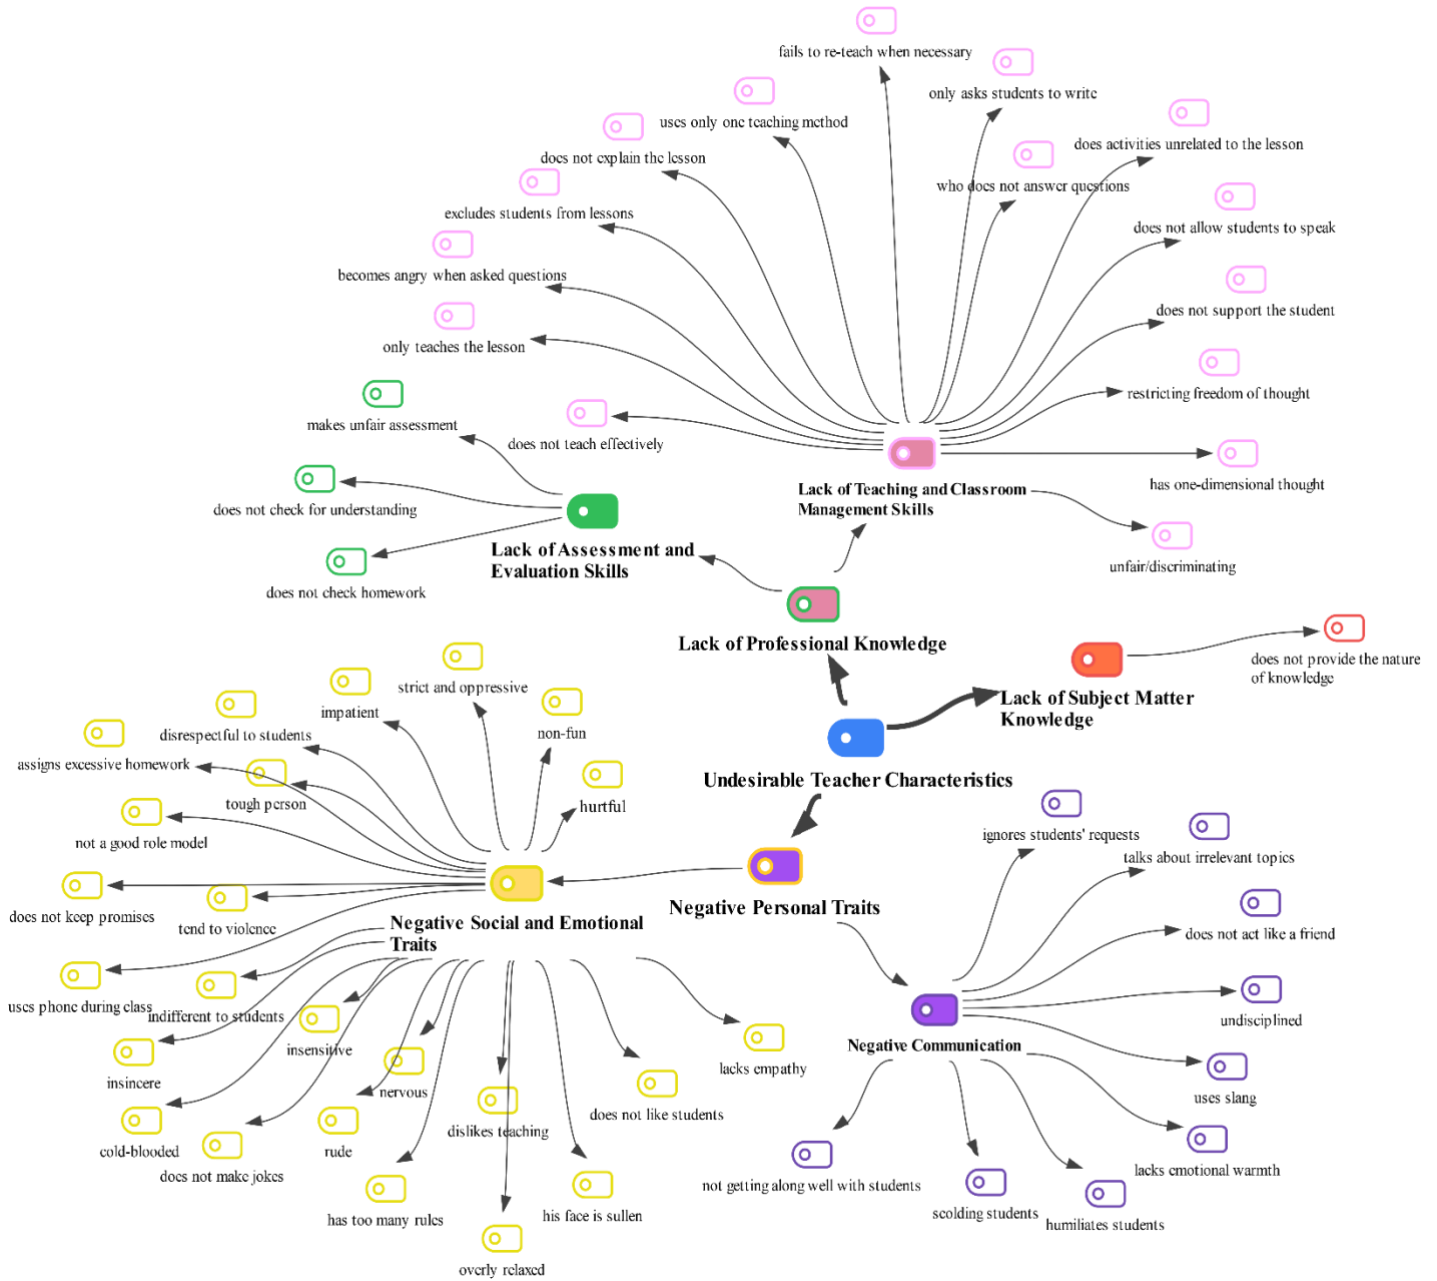 fails to re-teach when necessary
only asks students to write
uses only one teaching method
does activities unrelated to the lesson
does not explain the lesson
who does not answer questions
excludes students from lessons
does not allow students to speak
becomes angry when asked questions
does not support the student
only teaches the lesson
restricting freedom of thought
makes unfair assessment
does not teach effectively
has one-dimensional thought
Lack of Teaching and Classroom
Management Skills
does not check for understanding
Lack of Assessment and
Evaluation Skills
unfair/discriminating
does not check homework
Lack of Professional Knowledge
does not provide the nature
of knowledge
Lack of Subject Matter
Knowledge
strict and oppressive
impatient
non-fun
disrespectful to students
assigns excessive homework
Undesirable Teacher Characteristics
tough person
hurtful
not a good role model
ignores students' requests
talks about irrelevant topics
does not keep promises
tend to violence
Negative Social and Emotional
Traits
Negative Personal Traits
does not act like a friend
uses phone during class
indifferent to students
undisciplined
insensitive
Negative Communication
insincere
nervous
lacks empathy
uses slang
cold-blooded
does not make jokes
rude
dislikes teaching
does not like students
lacks emotional warmth
not getting along well with students
scolding students
humiliates students
has too many rules
his face is sullen
overly relaxed